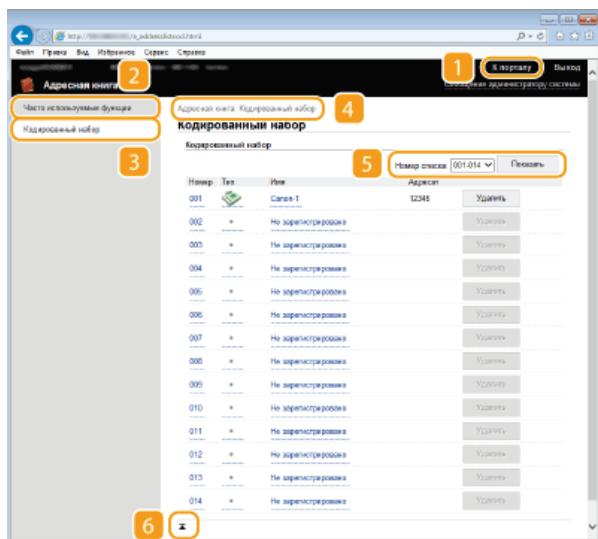 http://
/a_addresslistcod.html
Файл Правка Вид Избранное Сервис Справка
1
К порталу
Выход
2
Адресная книга
Сообщение администратору системы
Часто используемые функции
Адресная книга: Кодированный набор
4
Кодированный набор
Кодированный набор
3
Кодированный набор
5
Номер списка: 001-014
Показать
Номер Тип Имя Адресат
001 Canon-1 12345 Удалить
002 Не зарегистрировано Удалить
003 Не зарегистрировано Удалить
004 Не зарегистрировано Удалить
005 Не зарегистрировано Удалить
006 Не зарегистрировано Удалить
007 Не зарегистрировано Удалить
008 Не зарегистрировано Удалить
009 Не зарегистрировано Удалить
010 Не зарегистрировано Удалить
011 Не зарегистрировано Удалить
012 Не зарегистрировано Удалить
013 Не зарегистрировано Удалить
014 Не зарегистрировано Удалить
6